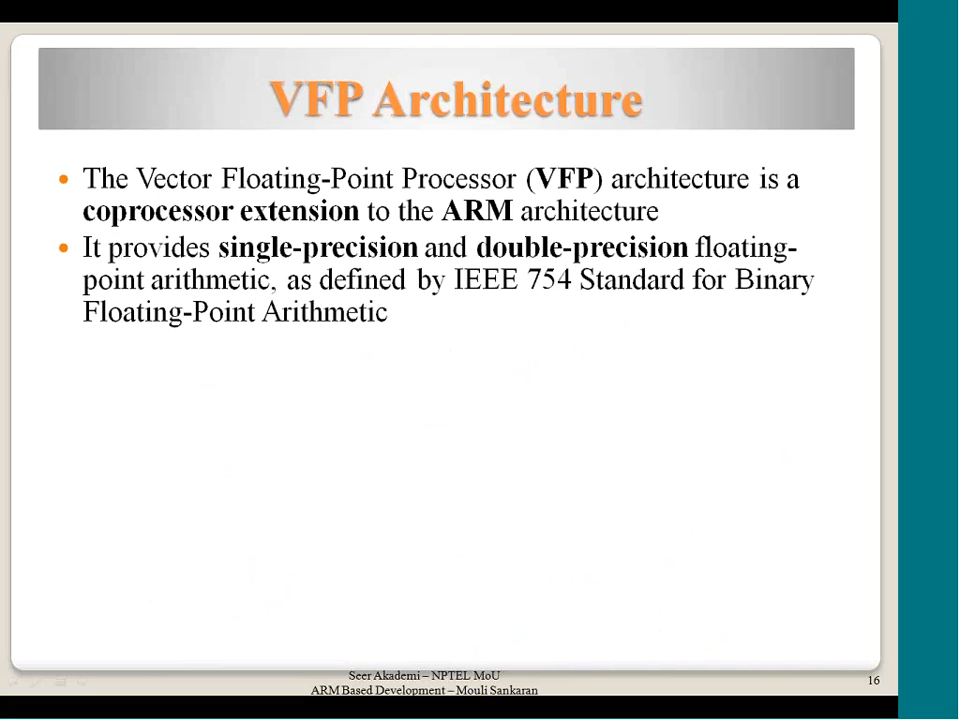 VFP Architecture
• The Vector Floating-Point Processor (VFP) architecture is a
coprocessor extension to the ARM architecture
• It provides single-precision and double-precision floating-
point arithmetic, as defined by IEEE 754 Standard for Binary
Floating-Point Arithmetic
Seer Akademi – NPTEL MoU
ARM Based Development – Mouli Sankaran
16